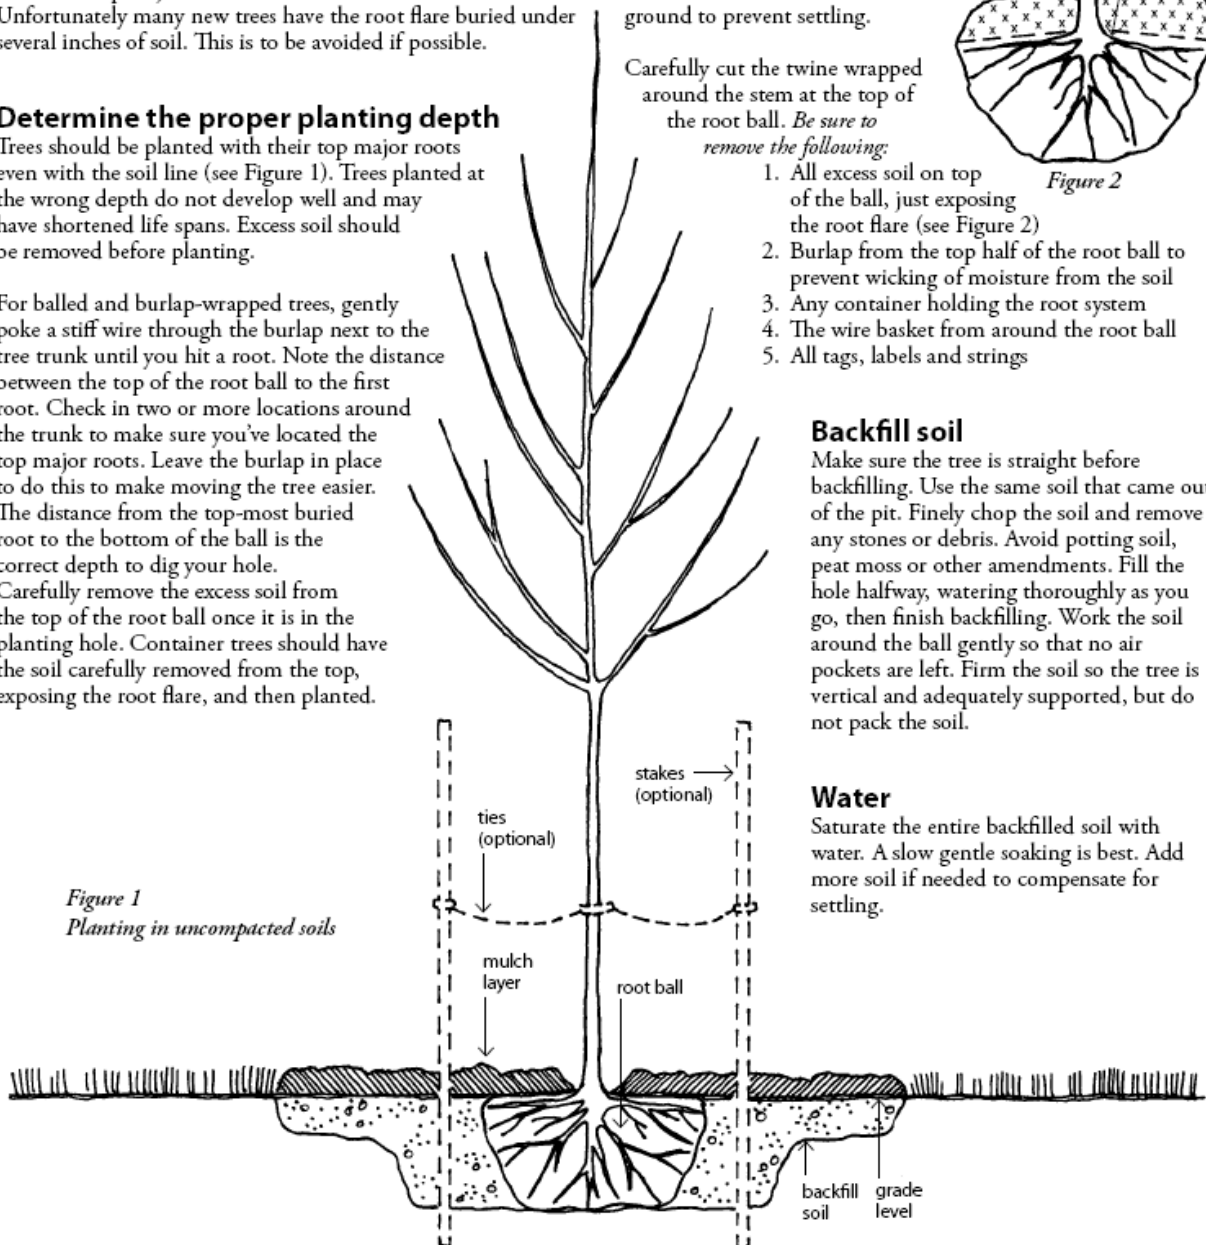 Unfortunately many new trees have the root flare buried under
several inches of soil. This is to be avoided if possible.
Determine the proper planting depth
Trees should be planted with their top major roots
even with the soil line (see Figure 1). Trees planted at
the wrong depth do not develop well and may
have shortened life spans. Excess soil should
be removed before planting.
For balled and burlap-wrapped trees, gently
poke a stiff wire through the burlap next to the
tree trunk until you hit a root. Note the distance
between the top of the root ball to the first
root. Check in two or more locations around
the trunk to make sure you've located the
top major roots. Leave the burlap in place
to do this to make moving the tree easier.
The distance from the top-most buried
root to the bottom of the ball is the
correct depth to dig your hole.
Carefully remove the excess soil from
the top of the root ball once it is in the
planting hole. Container trees should have
the soil carefully removed from the top,
exposing the root flare, and then planted.
ground to prevent settling.
Carefully cut the twine wrapped
around the stem at the top of
the root ball. Be sure to
remove the following:
1. All excess soil on top
of the ball, just exposing
the root flare (see Figure 2)
2. Burlap from the top half of the root ball to
prevent wicking of moisture from the soil
3. Any container holding the root system
4. The wire basket from around the root ball
5. All tags, labels and strings
Figure 2
Backfill soil
Make sure the tree is straight before
backfilling. Use the same soil that came out
of the pit. Finely chop the soil and remove
any stones or debris. Avoid potting soil,
peat moss or other amendments. Fill the
hole halfway, watering thoroughly as you
go, then finish backfilling. Work the soil
around the ball gently so that no air
pockets are left. Firm the soil so the tree is
vertical and adequately supported, but do
not pack the soil.
Water
Saturate the entire backfilled soil with
water. A slow gentle soaking is best. Add
more soil if needed to compensate for
settling.
stakes
(optional)
ties
(optional)
Figure 1
Planting in uncompacted soils
mulch
layer
root ball
backfill
soil
grade
level